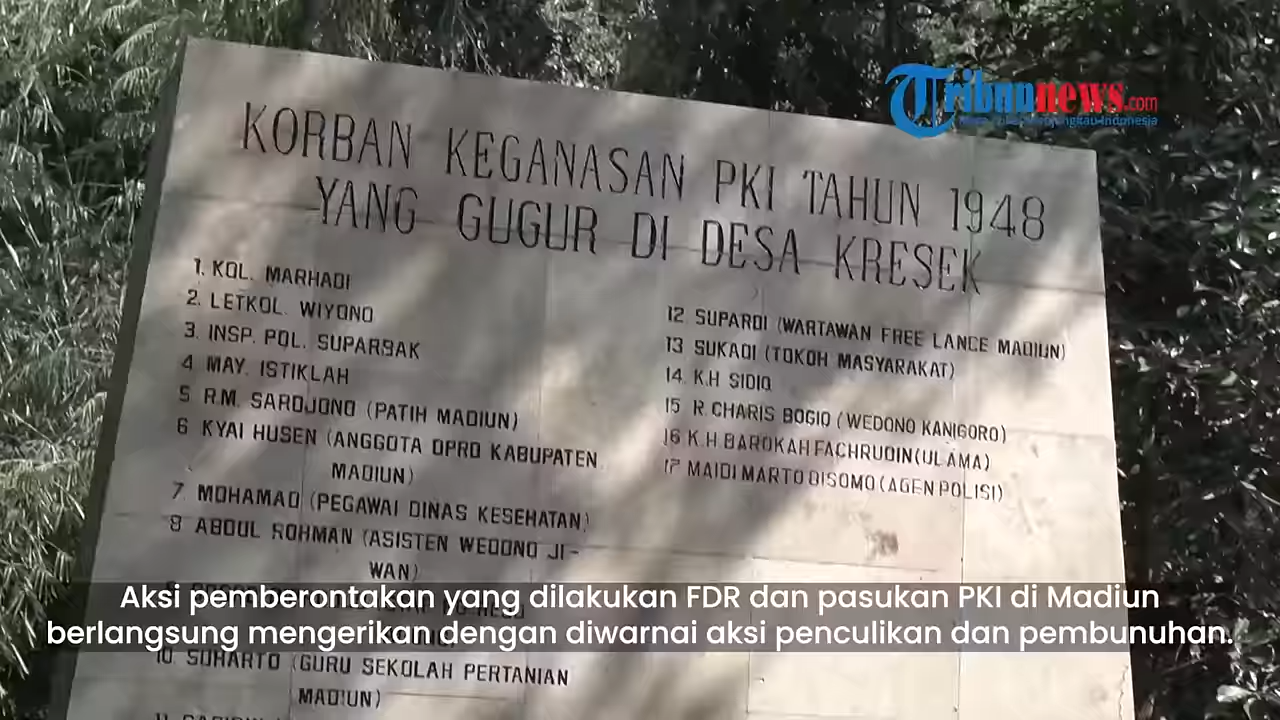 Tribunnews.com
KORBAN KEGANASAN PKI TAHUN 1948
YANG GUGUR DI DESA KRESEK
1. KOL. MARHADI
2. LETKOL. WIYONO
3. INSP. POL. SUPARBAK
4 MAY. ISTIKLAH
5 R.M. SARDJONO (PATIH MADIUN)
6 KYAI HUSEN (ANGGOTA DPRD KABUPATEN
MADIUN)
7 MOHAMAD (PEGAWAI DINAS KESEHATAN)
8 ABDUL ROHMAN (ASISTEN WEDONO JI-
WAN)
10. SUHARTO (GURU SEKOLAH PERTANIAN
MADIUN)
11
12 SUPARDI (WARTAWAN FREE LANCE MADIUN)
13 SUKADI (TOKOH MASYARAKAT)
14. K.H SIDIQ
15 R. CHARIS BOGIO (WEDONO KANIGORO)
16 K.H BAROKAH FACHRUDIN (ULAMA)
17 MAIDI MARTO DISOMO (AGEN POLISI)
Aksi pemberontakan yang dilakukan FDR dan pasukan PKI di Madiun
berlangsung mengerikan dengan diwarnai aksi penculikan dan pembunuhan.